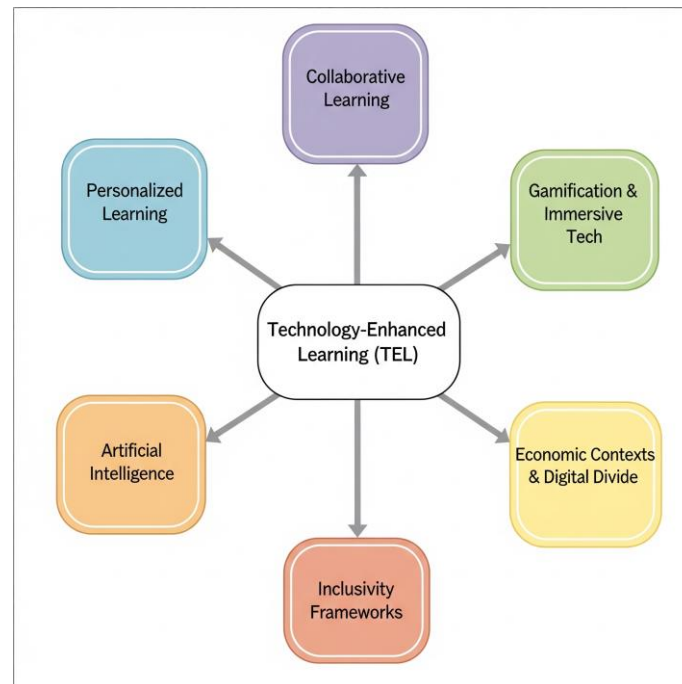 Collaborative
Learning
Personalized
Learning
Gamification &
Immersive
Tech
Technology-Enhanced
Learning (TEL)
Artificial
Intelligence
Economic Contexts
& Digital Divide
Inclusivity
Frameworks